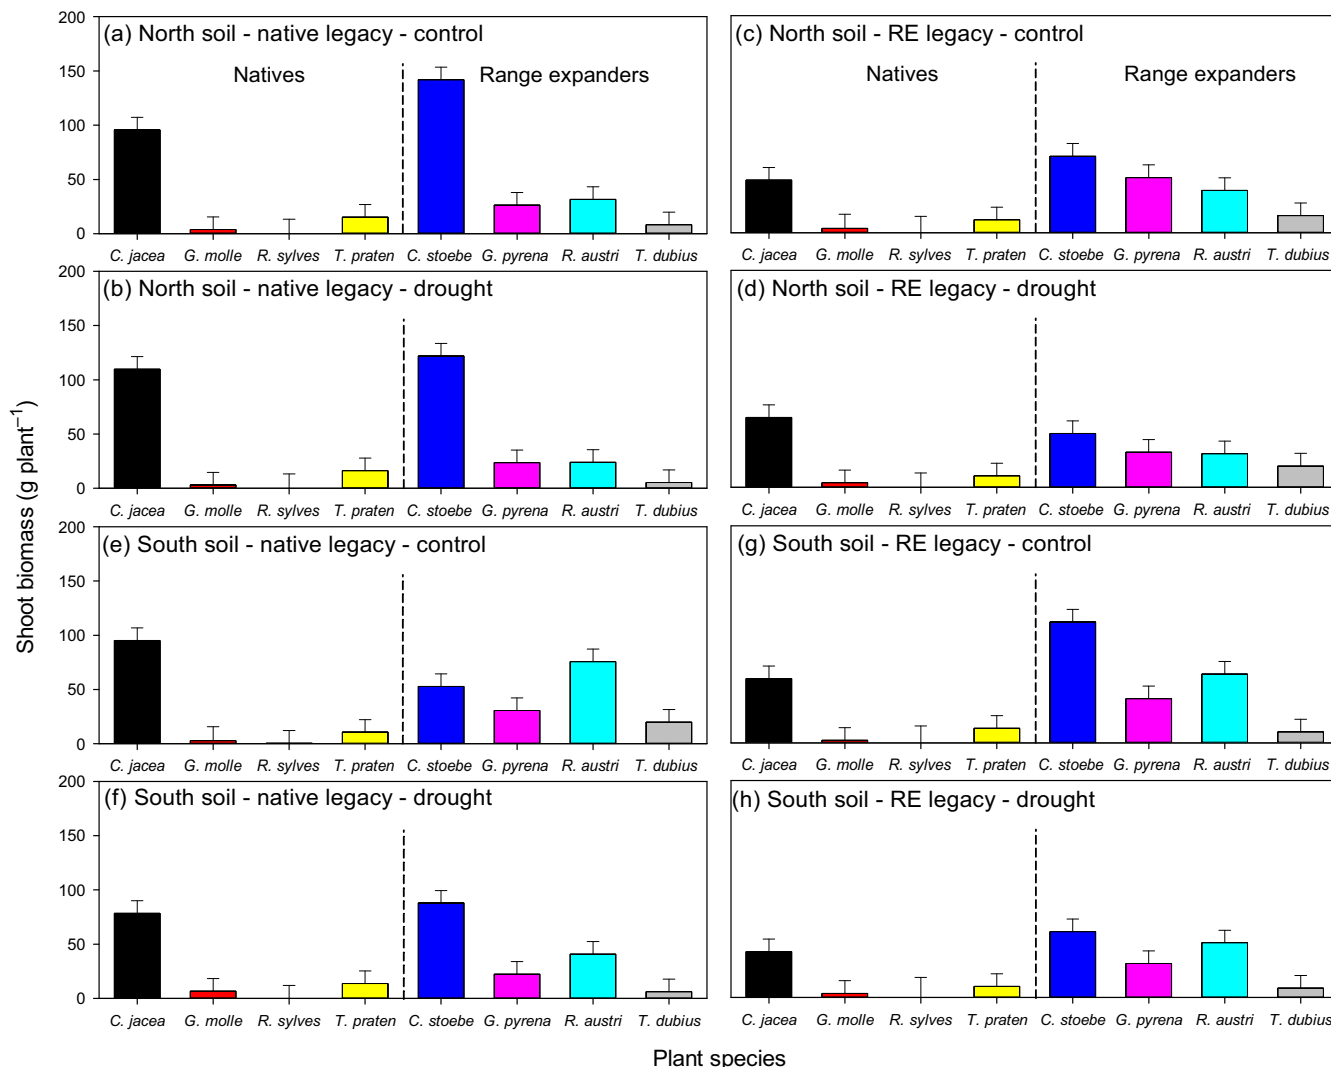 (a) North soil - native legacy - control
Natives
Range expanders
200
150
100
50
0
C. jacea G. molle R. sylves T. praten C. stoebe G. pyrena R. austri T. dubius
(c) North soil - RE legacy - control
Natives
Range expanders
C. jacea G. molle R. sylves T. praten C. stoebe G. pyrena R. austri T. dubius
(b) North soil - native legacy - drought
200
150
100
50
0
C. jacea G. molle R. sylves T. praten C. stoebe G. pyrena R. austri T. dubius
(d) North soil - RE legacy - drought
C. jacea G. molle R. sylves T. praten C. stoebe G. pyrena R. austri T. dubius
Shoot biomass (g plant⁻¹)
(e) South soil - native legacy - control
200
150
100
50
0
C. jacea G. molle R. sylves T. praten C. stoebe G. pyrena R. austri T. dubius
(g) South soil - RE legacy - control
C. jacea G. molle R. sylves T. praten C. stoebe G. pyrena R. austri T. dubius
(f) South soil - native legacy - drought
200
150
100
50
0
C. jacea G. molle R. sylves T. praten C. stoebe G. pyrena R. austri T. dubius
(h) South soil - RE legacy - drought
C. jacea G. molle R. sylves T. praten C. stoebe G. pyrena R. austri T. dubius
Plant species